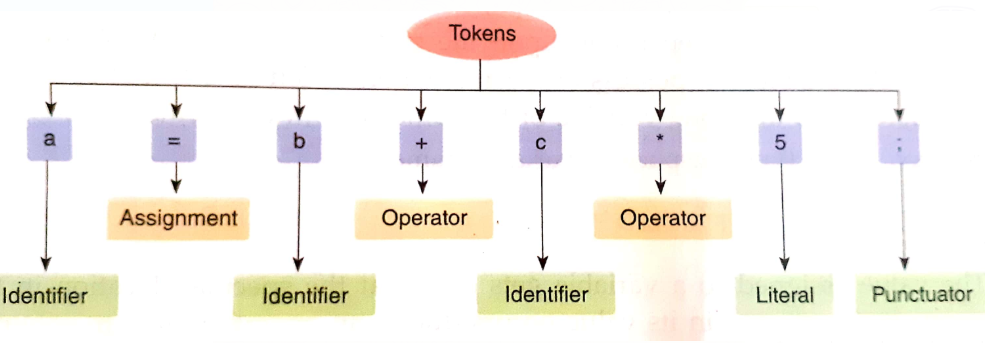 Tokens
a = b + c * 5 ;
Assignment Operator Operator
Identifier Identifier Identifier Literal Punctuator